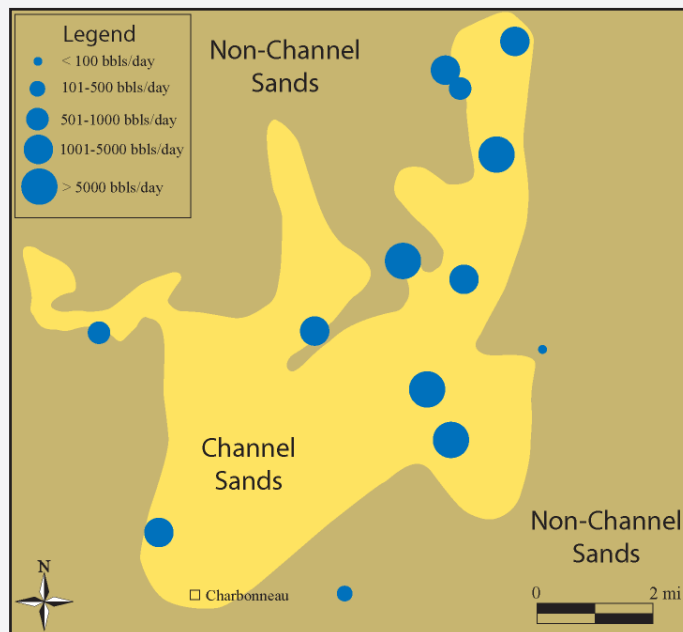 Legend
< 100 bbls/day
101-500 bbls/day
501-1000 bbls/day
1001-5000 bbls/day
> 5000 bbls/day
Non-Channel
Sands
Channel
Sands
Non-Channel
Sands
N
Charbonneau
0 2 mi